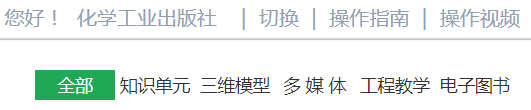 您好！ 化学工业出版社 | 切换 | 操作指南 | 操作视频
全部 知识单元 三维模型 多 媒 体 工程教学 电子图书